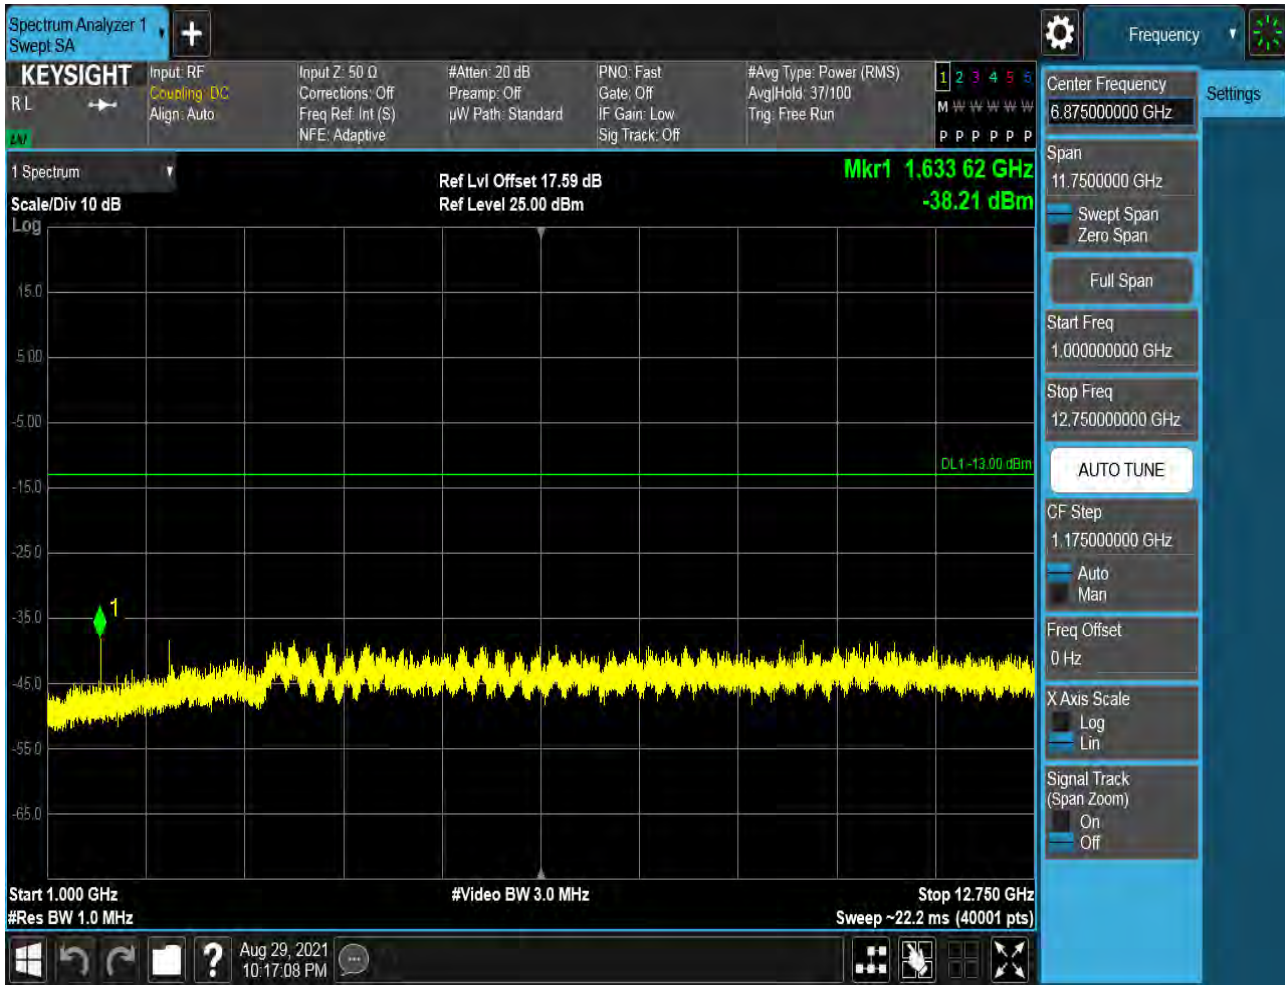 Spectrum Analyzer 1
Swept SA
Frequency
KEYSIGHT
R L
LNI
Input: RF
Coupling: DC
Align: Auto
Input Z: 50 Ω
Corrections: Off
Freq Ref: Int (S)
NFE: Adaptive
#Atten: 20 dB
Preamp: Off
µW Path: Standard
PNO: Fast
Gate: Off
IF Gain: Low
Sig Track: Off
#Avg Type: Power (RMS)
Avg|Hold: 37/100
Trig: Free Run
1 2 3 4 5 6
M W W W W W
P P P P P P
1 Spectrum
Scale/Div 10 dB
Log
Ref Lvl Offset 17.59 dB
Ref Level 25.00 dBm
Mkr1 1.633 62 GHz
-38.21 dBm
15.0
5.00
-5.00
DL1 -13.00 dBm
-15.0
-25.0
1
-35.0
-45.0
-55.0
-65.0
Start 1.000 GHz
#Res BW 1.0 MHz
#Video BW 3.0 MHz
Stop 12.750 GHz
Sweep ~22.2 ms (40001 pts)
Aug 29, 2021
10:17:08 PM
Center Frequency
6.875000000 GHz
Settings
Span
11.7500000 GHz
Swept Span
Zero Span
Full Span
Start Freq
1.000000000 GHz
Stop Freq
12.750000000 GHz
AUTO TUNE
CF Step
1.175000000 GHz
Auto
Man
Freq Offset
0 Hz
X Axis Scale
Log
Lin
Signal Track
(Span Zoom)
On
Off